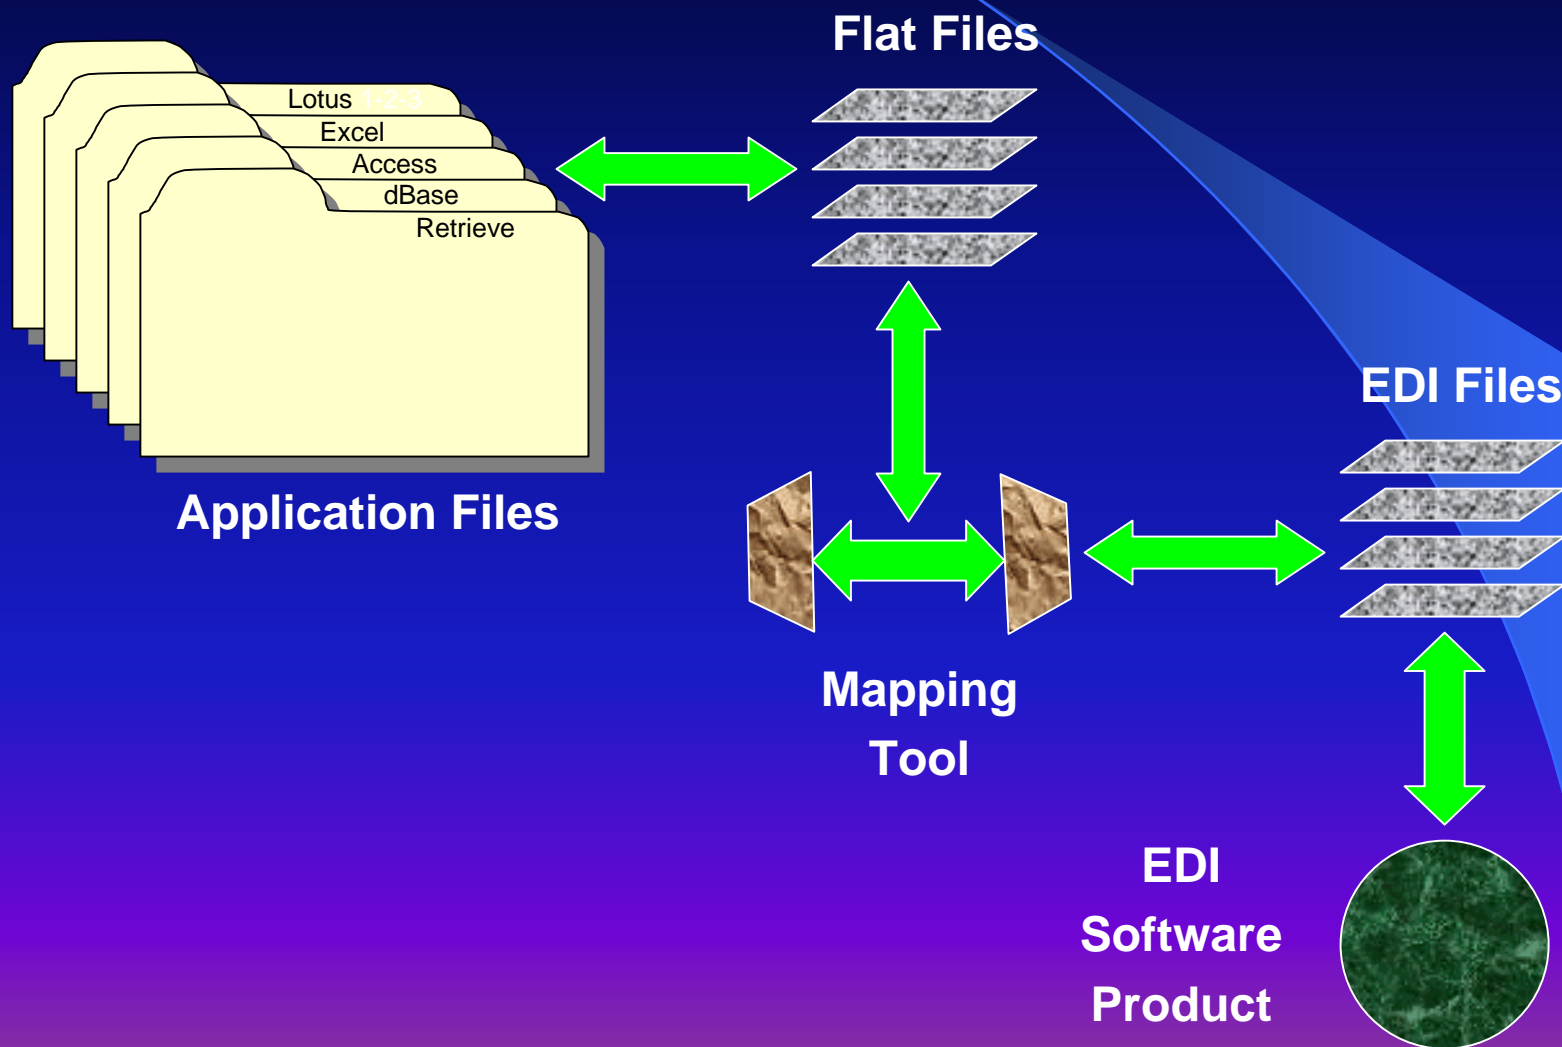 Flat Files
Lotus 1-2-3
Excel
Access
dBase
Retrieve
Application Files
EDI Files
Mapping
Tool
EDI
Software
Product